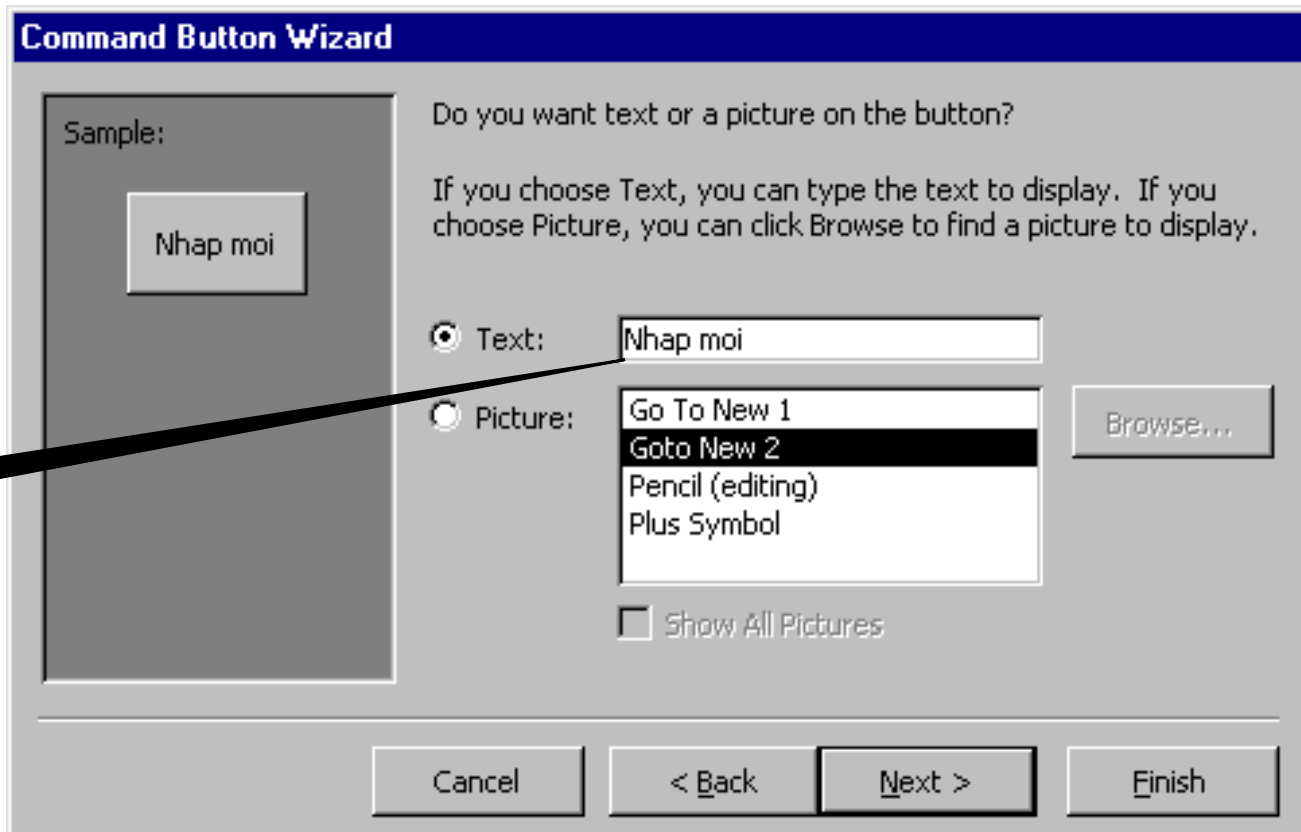 Command Button Wizard
Sample:
Nhap moi
Do you want text or a picture on the button?
If you choose Text, you can type the text to display.  If you
choose Picture, you can click Browse to find a picture to display.
Text:
Nhap moi
Picture:
Go To New 1
Goto New 2
Pencil (editing)
Plus Symbol
Browse...
Show All Pictures
Cancel
< Back
Next >
Finish